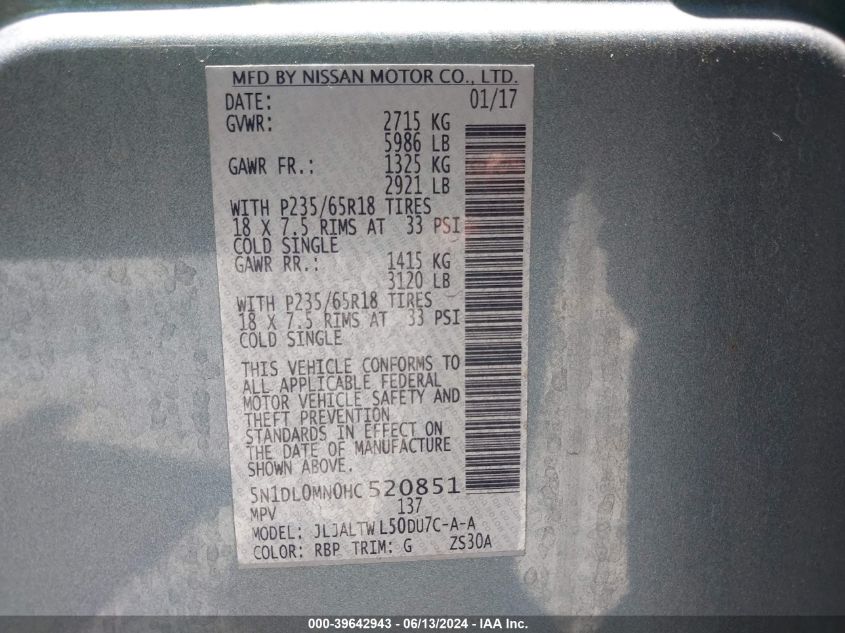 MFD BY NISSAN MOTOR CO., LTD.
DATE: 01/17
GVWR: 2715 KG
5986 LB
GAWR FR.: 1325 KG
2921 LB
WITH P235/65R18 TIRES
18 X 7.5 RIMS AT 33 PSI
COLD SINGLE
GAWR RR.: 1415 KG
3120 LB
WITH P235/65R18 TIRES
18 X 7.5 RIMS AT 33 PSI
COLD SINGLE
THIS VEHICLE CONFORMS TO
ALL APPLICABLE FEDERAL
MOTOR VEHICLE SAFETY AND
THEFT PREVENTION
STANDARDS IN EFFECT ON
THE DATE OF MANUFACTURE
SHOWN ABOVE.
5N1DL0MN0HC520851
MPV 137
MODEL: JLJALTWL50DU7C-A-A
COLOR: RBP TRIM: G ZS30A
000-39642943 - 06/13/2024 - IAA Inc.